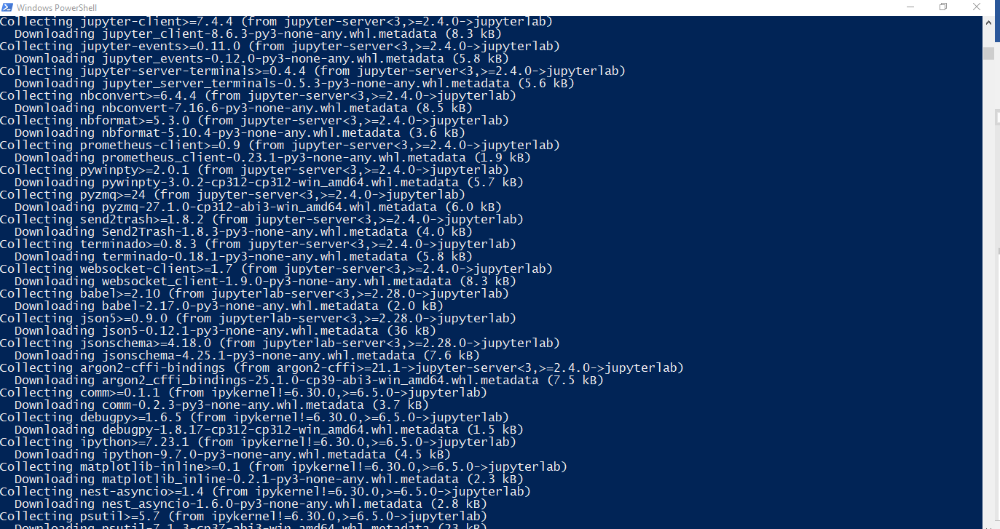 Windows PowerShell
Collecting jupyter-client>=7.4.4 (from jupyter-server<3,>=2.4.0->jupyterlab)
  Downloading jupyter_client-8.6.3-py3-none-any.whl.metadata (8.3 kB)
Collecting jupyter-events>=0.11.0 (from jupyter-server<3,>=2.4.0->jupyterlab)
  Downloading jupyter_events-0.12.0-py3-none-any.whl.metadata (5.8 kB)
Collecting jupyter-server-terminals>=0.4.4 (from jupyter-server<3,>=2.4.0->jupyterlab)
  Downloading jupyter_server_terminals-0.5.3-py3-none-any.whl.metadata (5.6 kB)
Collecting nbconvert>=6.4.4 (from jupyter-server<3,>=2.4.0->jupyterlab)
  Downloading nbconvert-7.16.6-py3-none-any.whl.metadata (8.5 kB)
Collecting nbformat>=5.3.0 (from jupyter-server<3,>=2.4.0->jupyterlab)
  Downloading nbformat-5.10.4-py3-none-any.whl.metadata (3.6 kB)
Collecting prometheus-client>=0.9 (from jupyter-server<3,>=2.4.0->jupyterlab)
  Downloading prometheus_client-0.23.1-py3-none-any.whl.metadata (1.9 kB)
Collecting pywinpty>=2.0.1 (from jupyter-server<3,>=2.4.0->jupyterlab)
  Downloading pywinpty-3.0.2-cp312-cp312-win_amd64.whl.metadata (5.7 kB)
Collecting pyzmq>=24 (from jupyter-server<3,>=2.4.0->jupyterlab)
  Downloading pyzmq-27.1.0-cp312-abi3-win_amd64.whl.metadata (6.0 kB)
Collecting send2trash>=1.8.2 (from jupyter-server<3,>=2.4.0->jupyterlab)
  Downloading Send2Trash-1.8.3-py3-none-any.whl.metadata (4.0 kB)
Collecting terminado>=0.8.3 (from jupyter-server<3,>=2.4.0->jupyterlab)
  Downloading terminado-0.18.1-py3-none-any.whl.metadata (5.8 kB)
Collecting websocket-client>=1.7 (from jupyter-server<3,>=2.4.0->jupyterlab)
  Downloading websocket_client-1.9.0-py3-none-any.whl.metadata (8.3 kB)
Collecting babel>=2.10 (from jupyterlab-server<3,>=2.28.0->jupyterlab)
  Downloading babel-2.17.0-py3-none-any.whl.metadata (2.0 kB)
Collecting json5>=0.9.0 (from jupyterlab-server<3,>=2.28.0->jupyterlab)
  Downloading json5-0.12.1-py3-none-any.whl.metadata (36 kB)
Collecting jsonschema>=4.18.0 (from jupyterlab-server<3,>=2.28.0->jupyterlab)
  Downloading jsonschema-4.25.1-py3-none-any.whl.metadata (7.6 kB)
Collecting argon2-cffi-bindings (from argon2-cffi>=21.1->jupyter-server<3,>=2.4.0->jupyterlab)
  Downloading argon2_cffi_bindings-25.1.0-cp39-abi3-win_amd64.whl.metadata (7.5 kB)
Collecting comm>=0.1.1 (from ipykernel!=6.30.0,>=6.5.0->jupyterlab)
  Downloading comm-0.2.3-py3-none-any.whl.metadata (3.7 kB)
Collecting debugpy>=1.6.5 (from ipykernel!=6.30.0,>=6.5.0->jupyterlab)
  Downloading debugpy-1.8.17-cp312-cp312-win_amd64.whl.metadata (1.5 kB)
Collecting ipython>=7.23.1 (from ipykernel!=6.30.0,>=6.5.0->jupyterlab)
  Downloading ipython-9.7.0-py3-none-any.whl.metadata (4.5 kB)
Collecting matplotlib-inline>=0.1 (from ipykernel!=6.30.0,>=6.5.0->jupyterlab)
  Downloading matplotlib_inline-0.2.1-py3-none-any.whl.metadata (2.3 kB)
Collecting nest-asyncio>=1.4 (from ipykernel!=6.30.0,>=6.5.0->jupyterlab)
  Downloading nest_asyncio-1.6.0-py3-none-any.whl.metadata (2.8 kB)
Collecting psutil>=5.7 (from ipykernel!=6.30.0,>=6.5.0->jupyterlab)
  Downloading psutil-7.1.3-cp37-abi3-win_amd64.whl.metadata (23 kB)